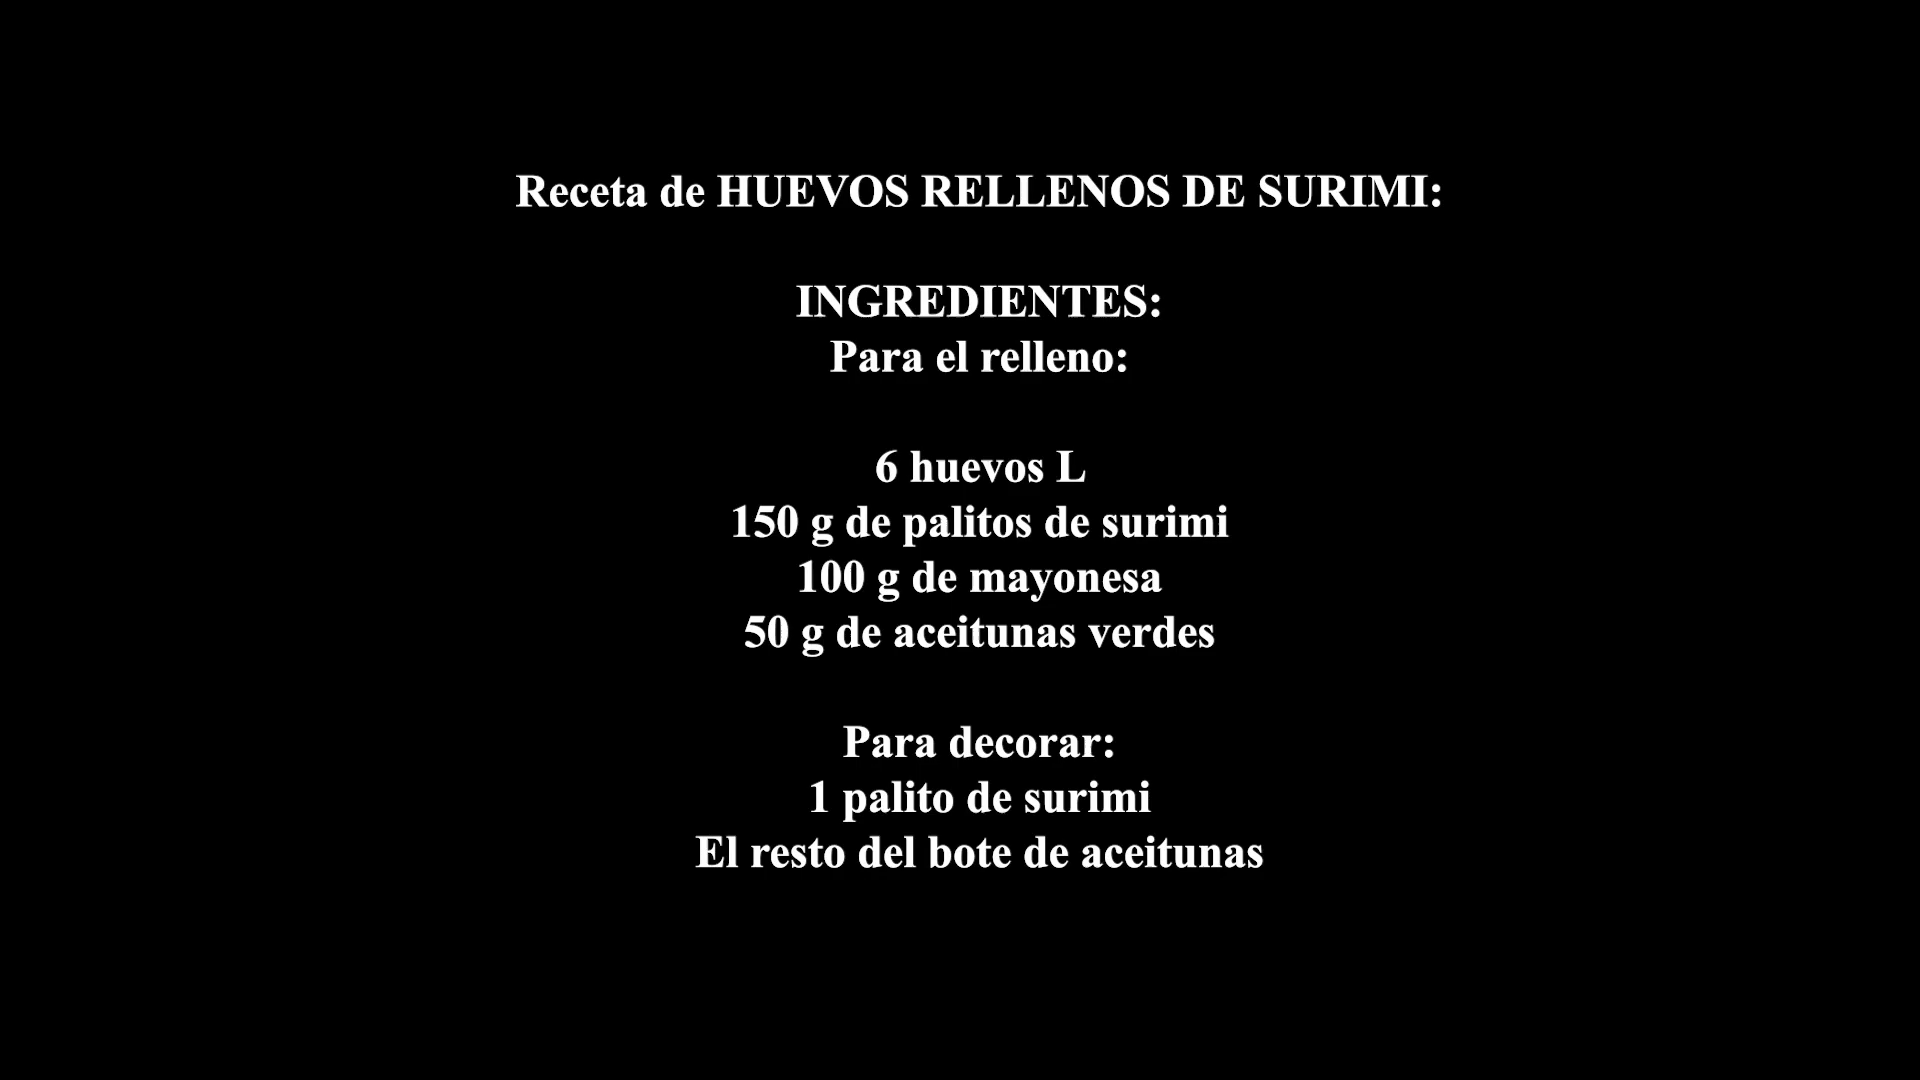 Receta de HUEVOS RELLENOS DE SURIMI:
INGREDIENTES:
Para el relleno:
6 huevos L
150 g de palitos de surimi
100 g de mayonesa
50 g de aceitunas verdes
Para decorar:
1 palito de surimi
El resto del bote de aceitunas